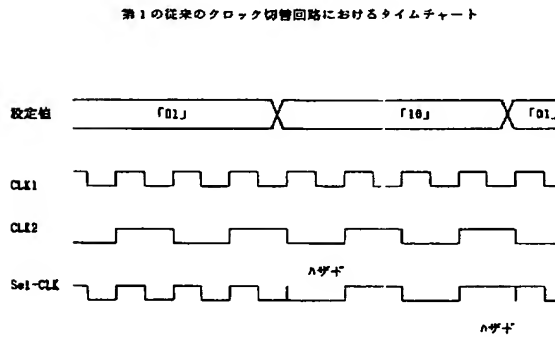 第1の従来のクロック切替回路におけるタイムチャート
設定値
「01」
「10」
「01」
CLK1
CLK2
ハザード
Sel-CLK
ハザード